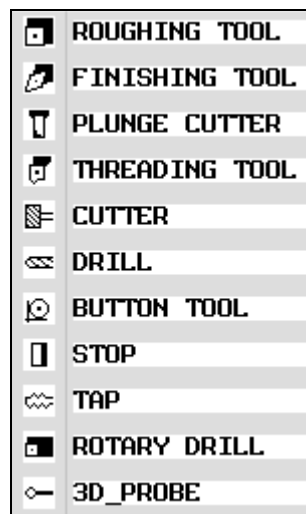 ROUGHING TOOL
FINISHING TOOL
PLUNGE CUTTER
THREADING TOOL
CUTTER
DRILL
BUTTON TOOL
STOP
TAP
ROTARY DRILL
3D_PROBE